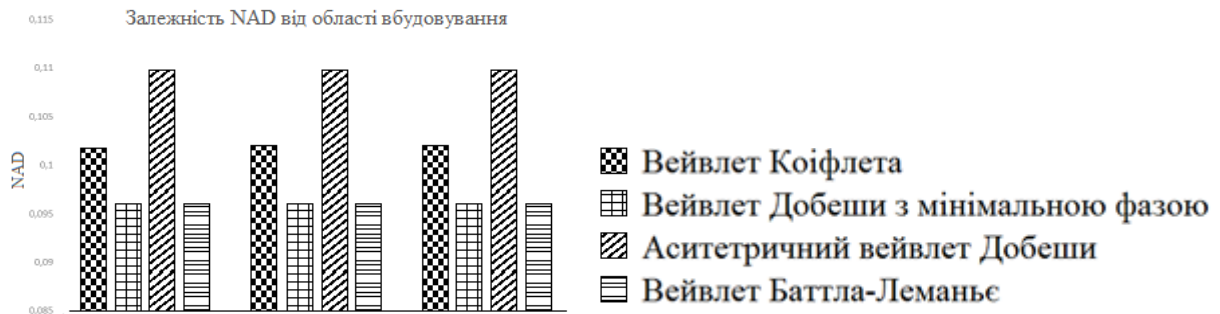 Залежність NAD від області вбудовування
0,115
0,11
0,105
0,1
0,095
0,09
0,085
NAD
Вейвлет Коіфлета
Вейвлет Добеши з мінімальною фазою
Аситетричний вейвлет Добеши
Вейвлет Баттла-Леманьє